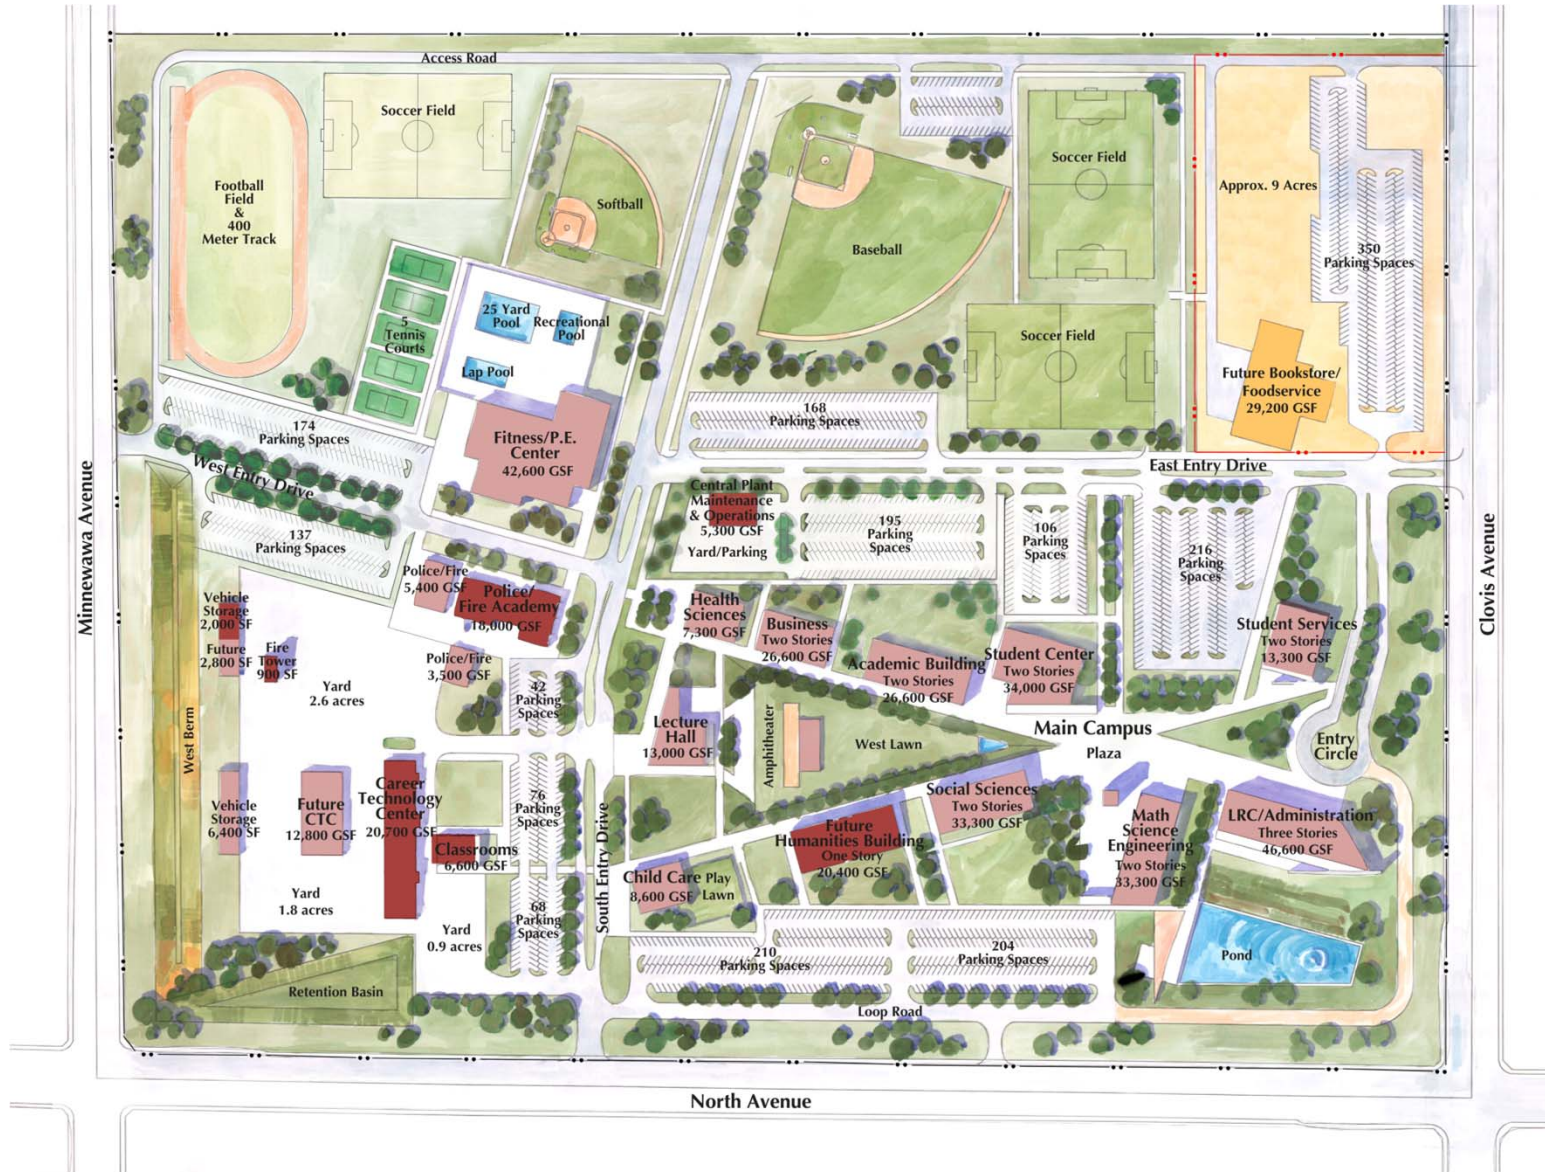 Access Road
Soccer Field
Football
Field
&
400
Meter Track
Softball
Baseball
Soccer Field
Soccer Field
Approx. 9 Acres
350
Parking Spaces
5
Tennis
Courts
25 Yard
Pool
Recreational
Pool
Lap Pool
Future Bookstore/
Foodservice
29,200 GSF
174
Parking Spaces
168
Parking Spaces
Fitness/P.E.
Center
42,600 GSF
West Entry Drive
East Entry Drive
Minnewawa Avenue
Clovis Avenue
137
Parking Spaces
Central Plant
Maintenance
& Operations
5,300 GSF
Yard/Parking
195
Parking
Spaces
106
Parking
Spaces
216
Parking
Spaces
Police/Fire
5,400 GSF
Police/
Fire Academy
18,000 GSF
Vehicle
Storage
2,000 SF
Future
2,800 SF
Fire
Tower
900 SF
Police/Fire
3,500 GSF
Yard
2.6 acres
42
Parking
Spaces
Health
Sciences
7,300 GSF
Business
Two Stories
26,600 GSF
Academic Building
Two Stories
26,600 GSF
Student Center
Two Stories
34,000 GSF
Student Services
Two Stories
13,300 GSF
Lecture
Hall
13,000 GSF
Amphitheater
West Lawn
Main Campus
Plaza
Entry
Circle
West Berm
Vehicle
Storage
6,400 SF
Future
CTC
12,800 GSF
Career
Technology
Center
20,700 GSF
Classrooms
6,600 GSF
76
Parking
Spaces
South Entry Drive
Social Sciences
Two Stories
33,300 GSF
Future
Humanities Building
One Story
20,400 GSF
Math
Science
Engineering
Two Stories
33,300 GSF
LRC/Administration
Three Stories
46,600 GSF
Child Care
8,600 GSF
Play
Lawn
Yard
1.8 acres
Yard
0.9 acres
68
Parking
Spaces
210
Parking Spaces
204
Parking Spaces
Pond
Retention Basin
Loop Road
North Avenue